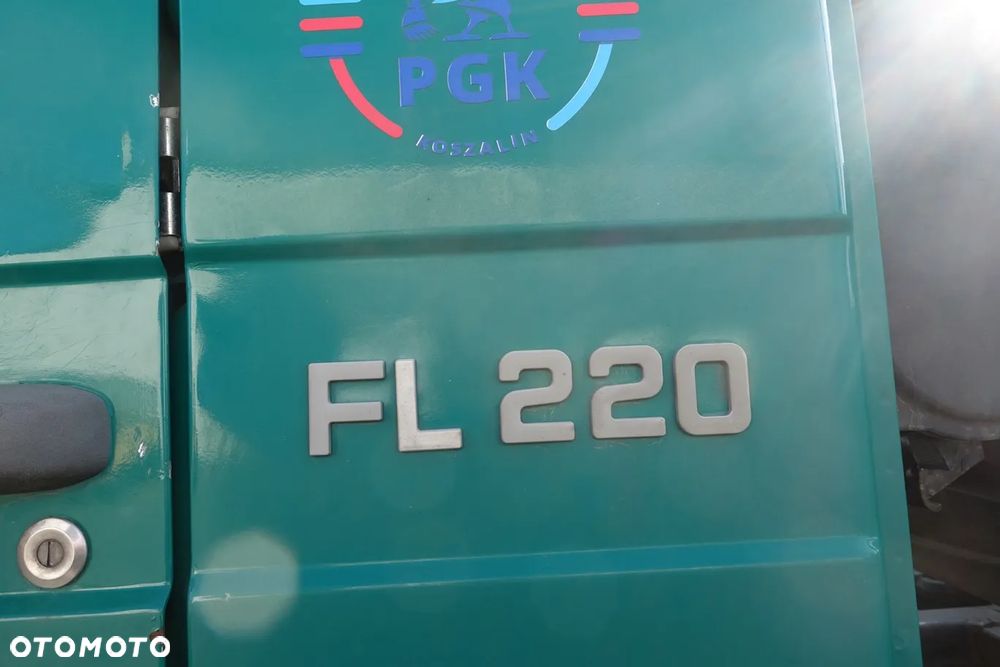 PGK
KOSZALIN
FL 220
OTOMOTO